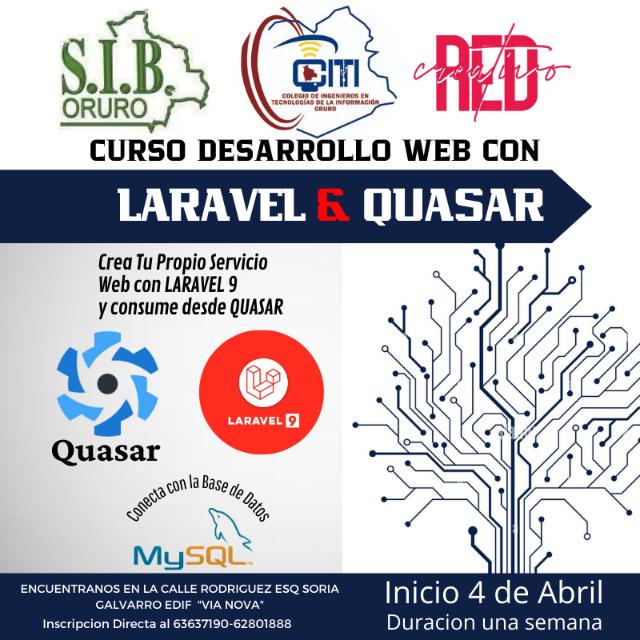 S.I.B.
ORURO
CITI
COLEGIO DE INGENIEROS EN
TECNOLOGÍAS DE LA INFORMACIÓN
ORURO
RED
creativo
CURSO DESARROLLO WEB CON
LARAVEL & QUASAR
Crea Tu Propio Servicio
Web con LARAVEL 9
y consume desde QUASAR
Quasar
LARAVEL 9
Conecta con la Base de Datos
MySQL
ENCUENTRANOS EN LA CALLE RODRIGUEZ ESQ SORIA
GALVARRO EDIF "VIA NOVA"
Inscripcion Directa al 63637190-62801888
Inicio 4 de Abril
Duracion una semana